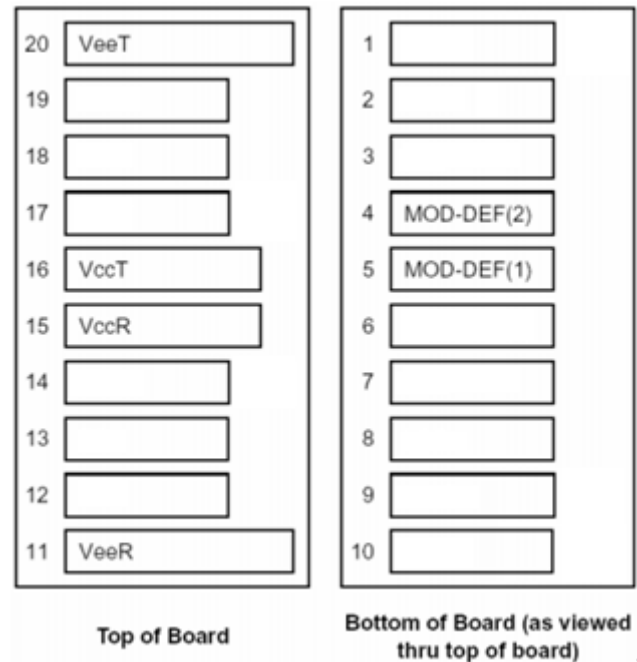 20 VeeT
19
18
17
16 VccT
15 VccR
14
13
12
11 VeeR
Top of Board
1
2
3
4 MOD-DEF(2)
5 MOD-DEF(1)
6
7
8
9
10
Bottom of Board (as viewed
thru top of board)